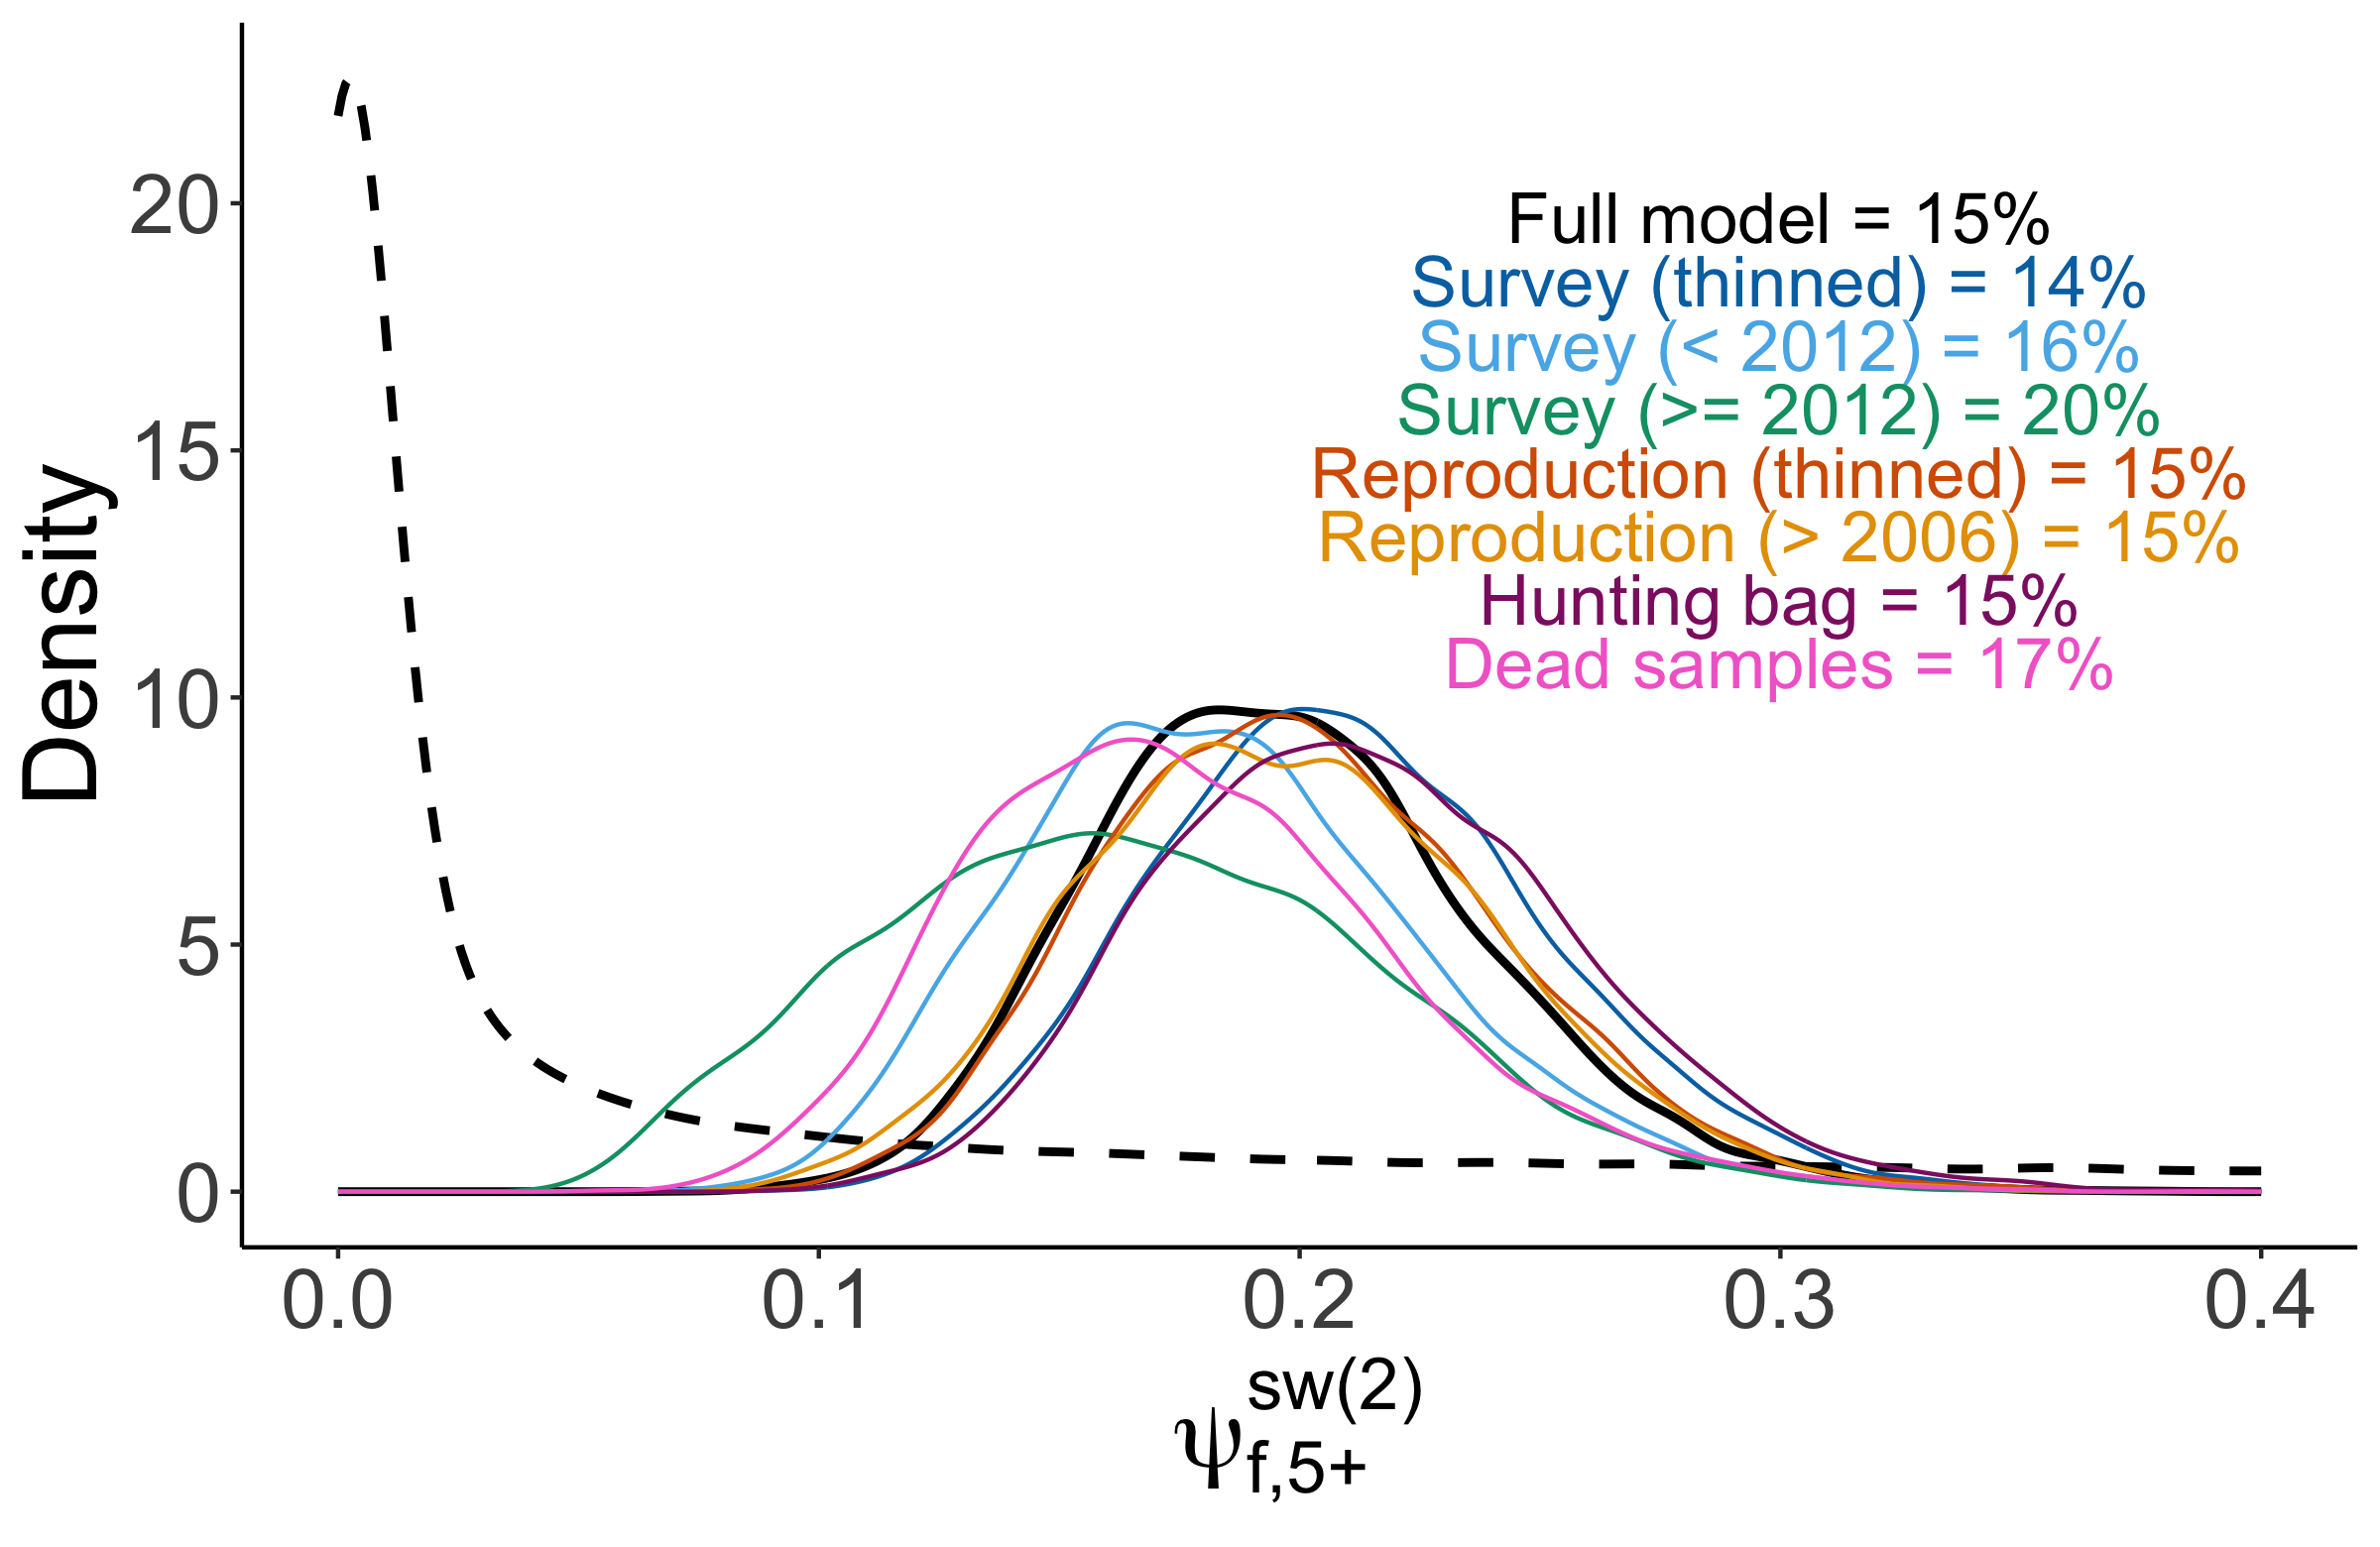 Density
20
15
10
5
0
Full model = 15%
Survey (thinned) = 14%
Survey (< 2012) = 16%
Survey (>= 2012) = 20%
Reproduction (thinned) = 15%
Reproduction (> 2006) = 15%
Hunting bag = 15%
Dead samples = 17%
0.0 0.1 0.2 0.3 0.4
ψ sw(2) f,5+